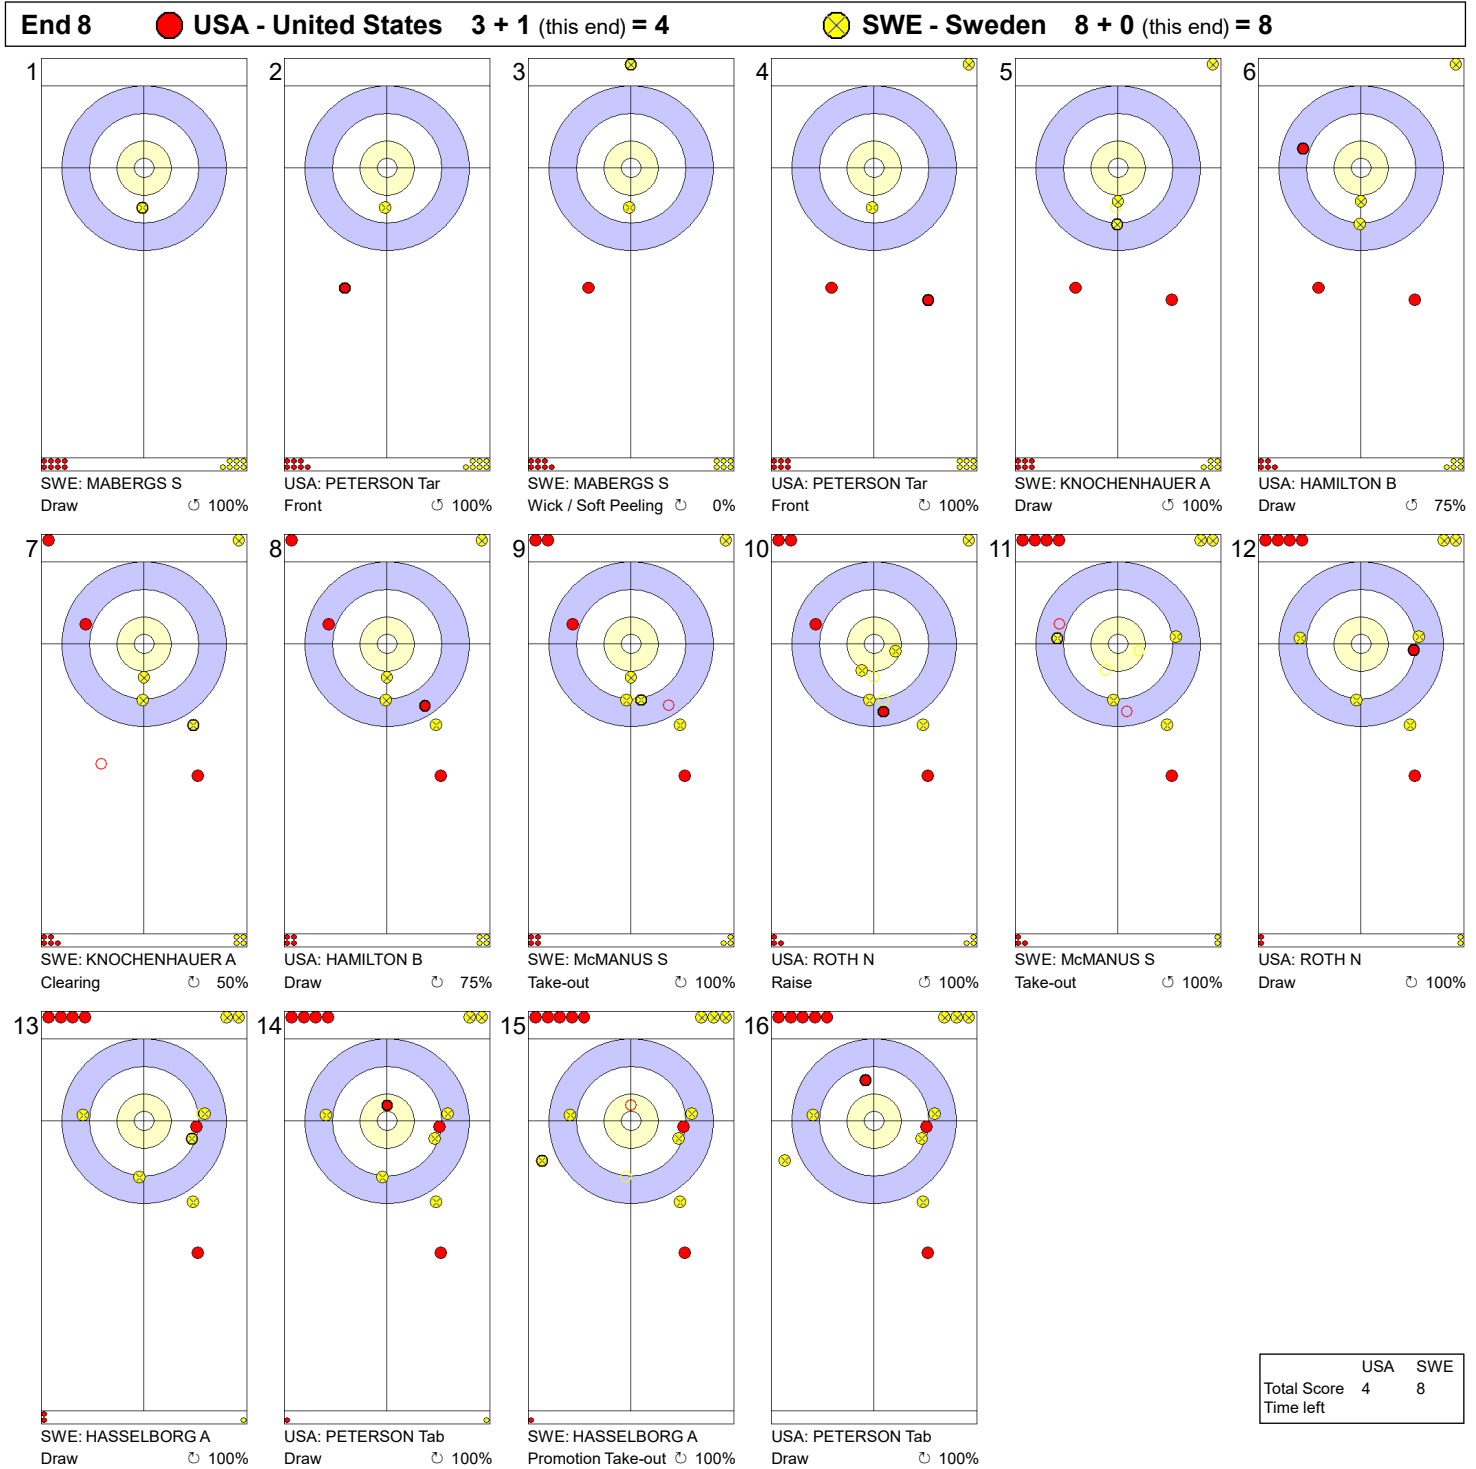 End 8 USA - United States 3 + 1 (this end) = 4 SWE - Sweden 8 + 0 (this end) = 8
1
SWE: MABERGS S
Draw ↺ 100%
2
USA: PETERSON Tar
Front ↺ 100%
3
SWE: MABERGS S
Wick / Soft Peeling ↻ 0%
4
USA: PETERSON Tar
Front ↺ 100%
5
SWE: KNOCHENHAUER A
Draw ↺ 100%
6
USA: HAMILTON B
Draw ↺ 75%
7
SWE: KNOCHENHAUER A
Clearing ↻ 50%
8
USA: HAMILTON B
Draw ↻ 75%
9
SWE: McMANUS S
Take-out ↻ 100%
10
USA: ROTH N
Raise ↺ 100%
11
SWE: McMANUS S
Take-out ↺ 100%
12
USA: ROTH N
Draw ↻ 100%
13
SWE: HASSELBORG A
Draw ↻ 100%
14
USA: PETERSON Tab
Draw ↻ 100%
15
SWE: HASSELBORG A
Promotion Take-out ↻ 100%
16
USA: PETERSON Tab
Draw ↻ 100%
USA SWE
Total Score 4 8
Time left